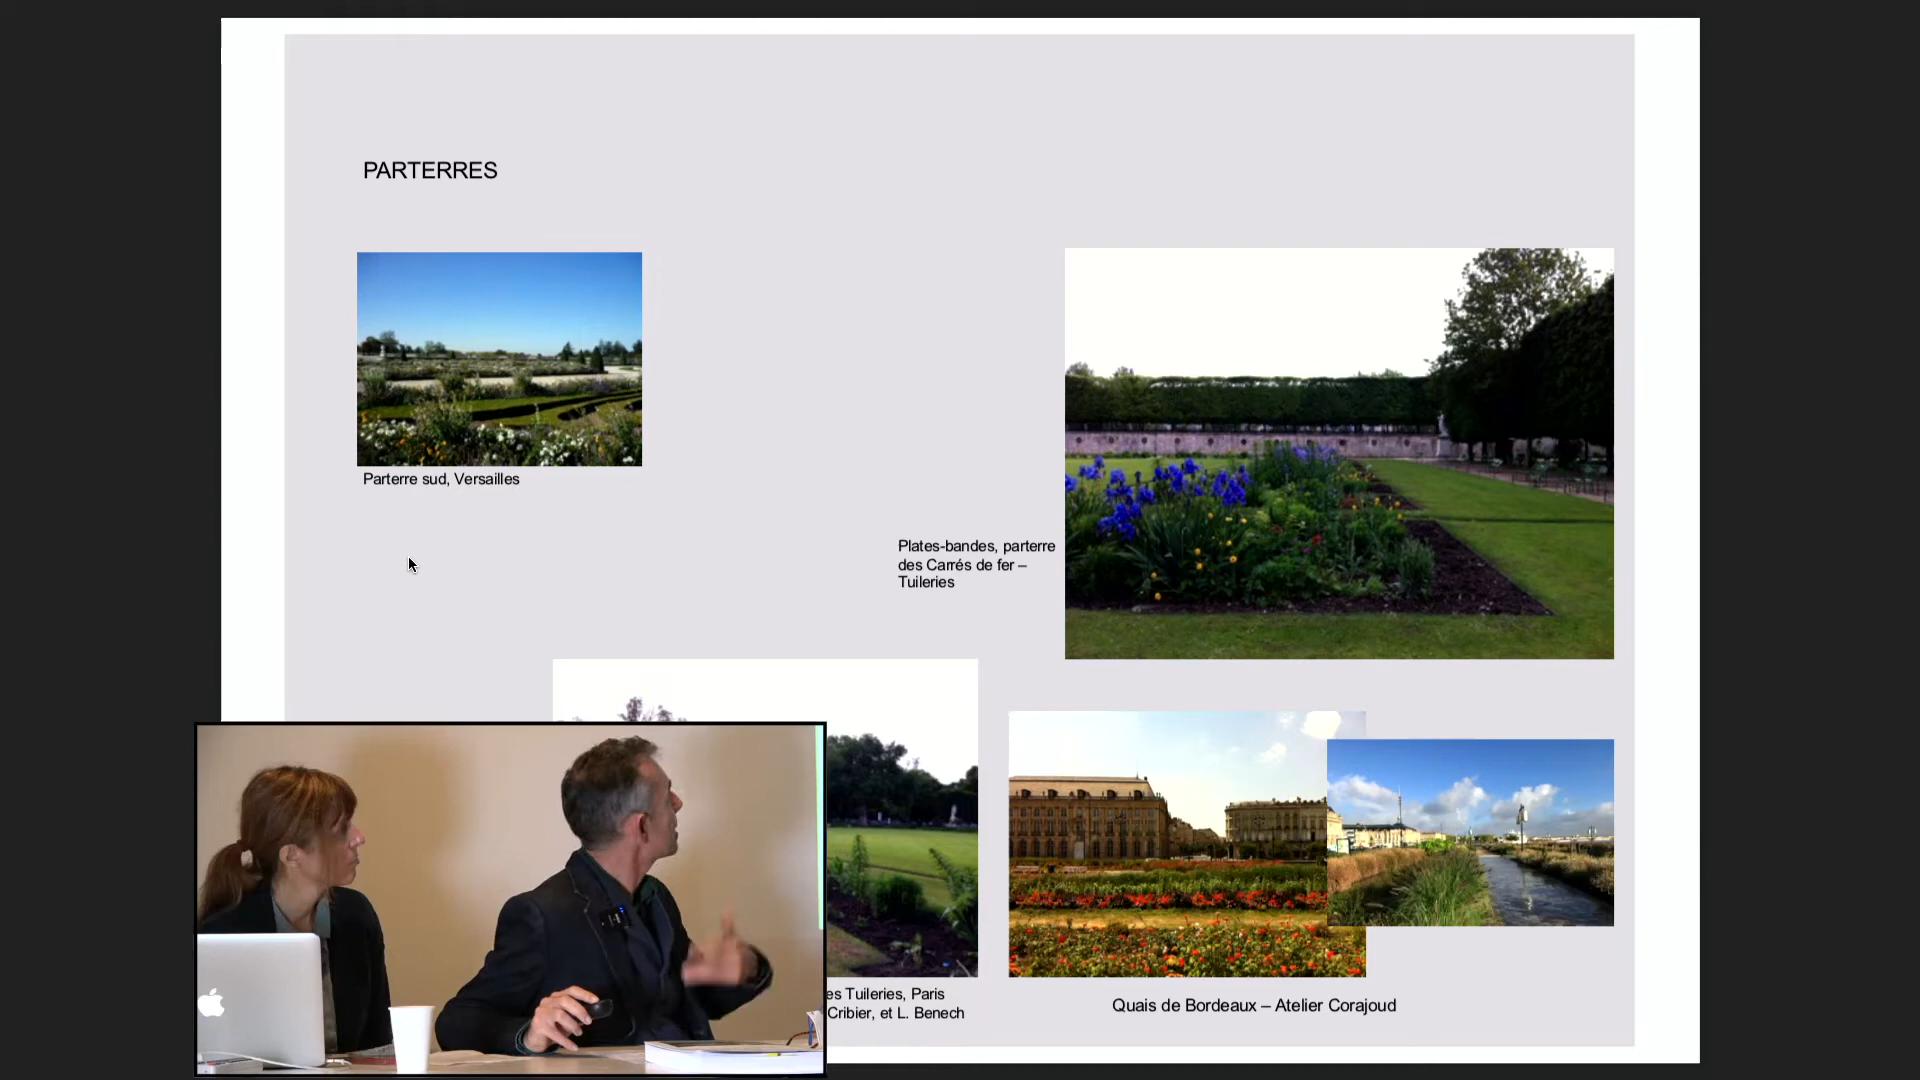 PARTERRES
Parterre sud, Versailles
Plates-bandes, parterre
des Carrés de fer –
Tuileries
es Tuileries, Paris
Cribier, et L. Benech
Quais de Bordeaux – Atelier Corajoud